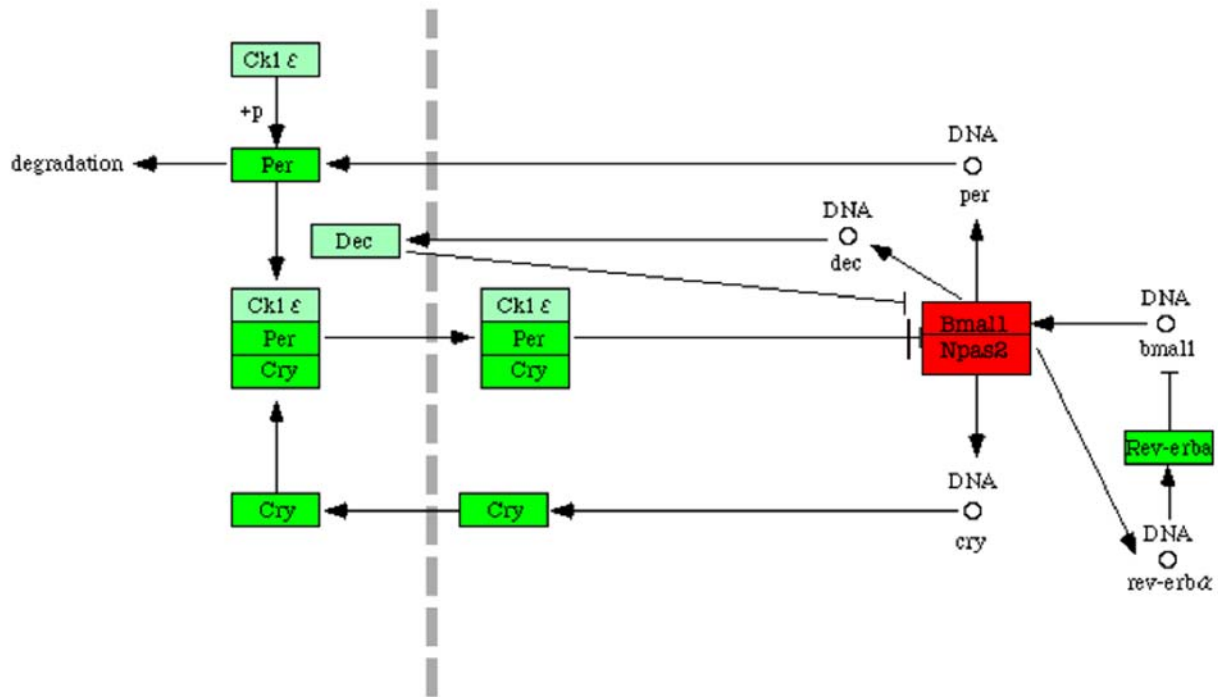 Ck1 ε
+p
degradation
Per
DNA
per
Dec
DNA
dec
Ck1 ε
Per
Cry
Ck1 ε
Per
Cry
Bmal1
Npas2
DNA
bmal1
Rev-erba
Cry
Cry
DNA
cry
DNA
rev-erbα